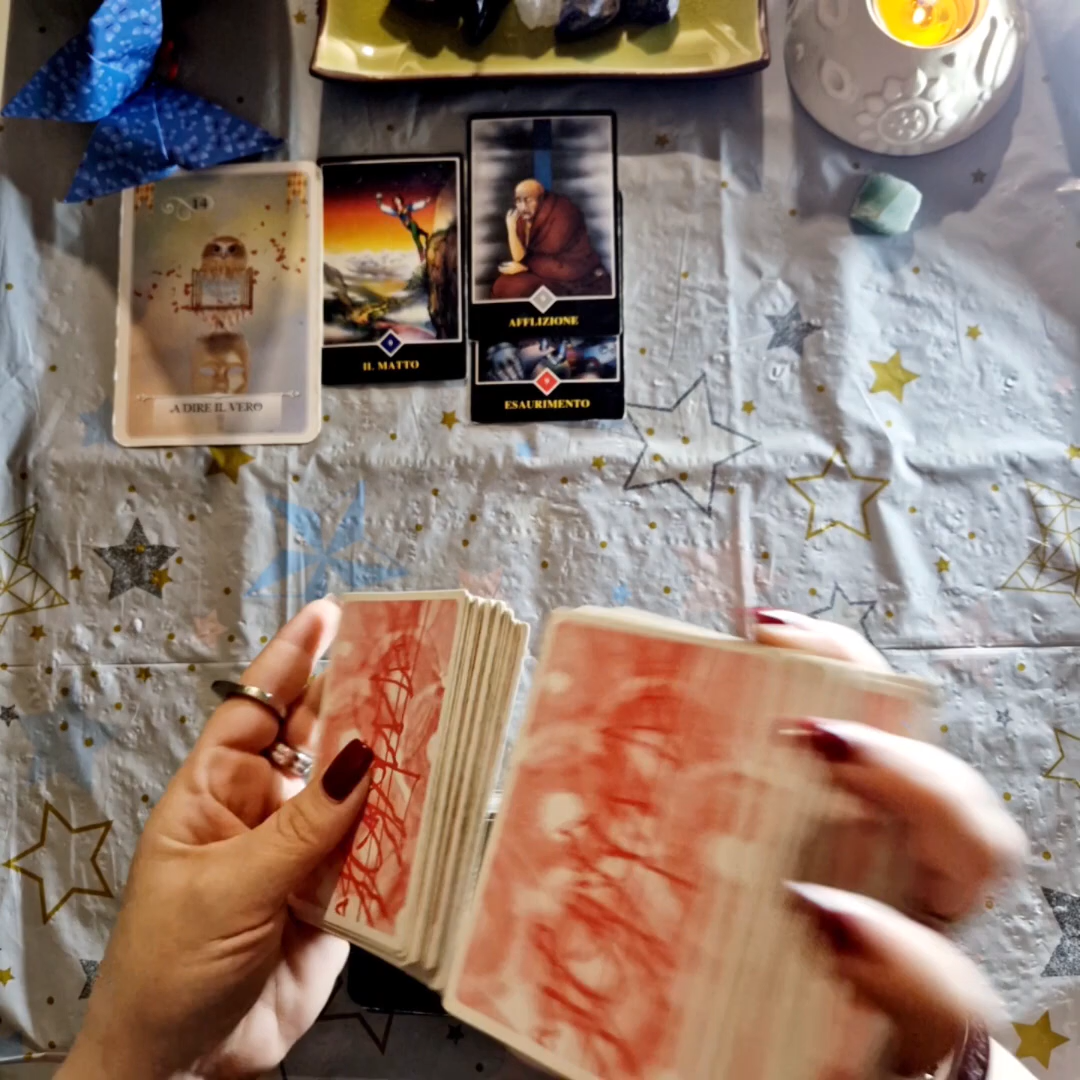 14
A DIRE IL VERO
IL MATTO
AFFLIZIONE
ESAURIMENTO